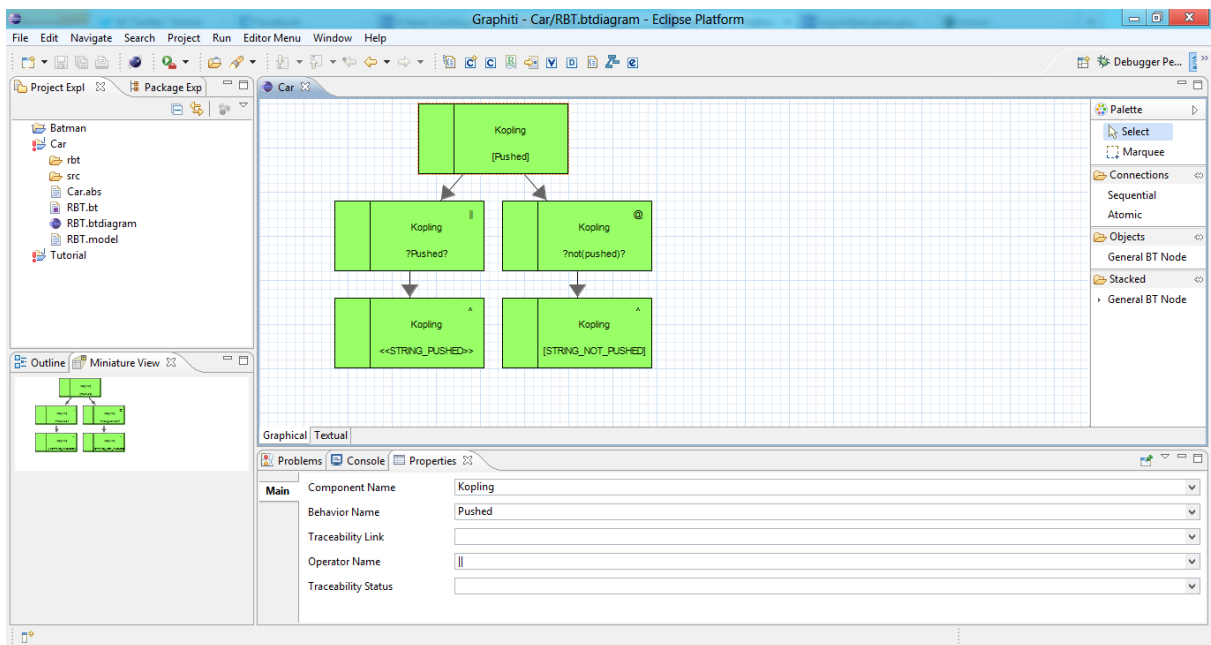 Graphiti - Car/RBT.btdiagram - Eclipse Platform
File Edit Navigate Search Project Run Editor Menu Window Help
Debugger Pe...
Project Expl
Package Exp
Batman
Car
rbt
src
Car.abs
RBT.bt
RBT.btdiagram
RBT.model
Tutorial
Outline
Miniature View
Car
Kopling
[Pushed]
||
Kopling
?Pushed?
@
Kopling
?not(pushed)?
^
Kopling
<<STRING_PUSHED>>
^
Kopling
[STRING_NOT_PUSHED]
Graphical Textual
Palette
Select
Marquee
Connections
Sequential
Atomic
Objects
General BT Node
Stacked
General BT Node
Problems Console Properties
Main
Component Name Kopling
Behavior Name Pushed
Traceability Link
Operator Name ||
Traceability Status